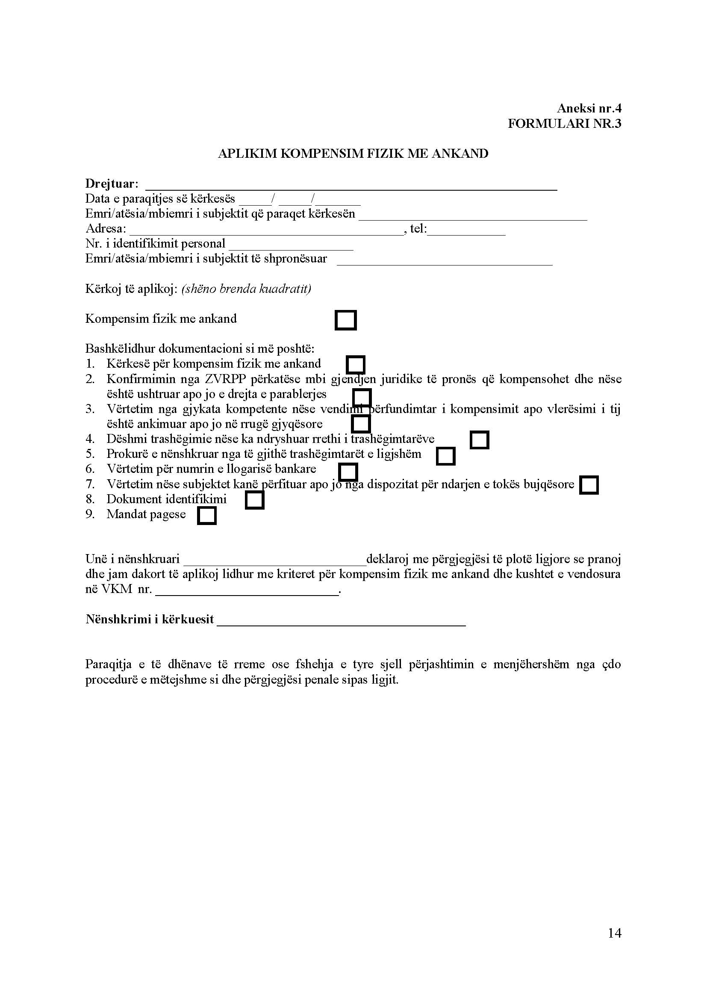 Aneksi nr.4
FORMULARI NR.3
APLIKIM KOMPENSIM FIZIK ME ANKAND
Drejtuar: _______________
Data e paraqitjes së kërkesës _____/ _____/_______
Emri/atësia/mbiemri i subjektit që paraqet kërkesën _______________
Adresa: _______________, tel:____________
Nr. i identifikimit personal _______________
Emri/atësia/mbiemri i subjektit të shpronësuar _______________
Kërkoj të aplikoj: (shëno brenda kuadratit)
Kompensim fizik me ankand
Bashkëlidhur dokumentacioni si më poshtë:
1. Kërkesë për kompensim fizik me ankand
2. Konfirmimin nga ZVRPP përkatëse mbi gjendjen juridike të pronës që kompensohet dhe nëse
është ushtruar apo jo e drejta e parablerjes
3. Vërtetim nga gjykata kompetente nëse vendimi përfundimtar i kompensimit apo vlerësimi i tij
është ankimuar apo jo në rrugë gjyqësore
4. Dëshmi trashëgimie nëse ka ndryshuar rrethi i trashëgimtarëve
5. Prokurë e nënshkruar nga të gjithë trashëgimtarët e ligjshëm
6. Vërtetim për numrin e llogarisë bankare
7. Vërtetim nëse subjektet kanë përfituar apo jo nga dispozitat për ndarjen e tokës bujqësore
8. Dokument identifikimi
9. Mandat pagese
Unë i nënshkruari _______________deklaroj me përgjegjësi të plotë ligjore se pranoj
dhe jam dakort të aplikoj lidhur me kriteret për kompensim fizik me ankand dhe kushtet e vendosura
në VKM nr. _______________.
Nënshkrimi i kërkuesit _______________
Paraqitja e të dhënave të rreme ose fshehja e tyre sjell përjashtimin e menjëhershëm nga çdo
procedurë e mëtejshme si dhe përgjegjësi penale sipas ligjit.
14